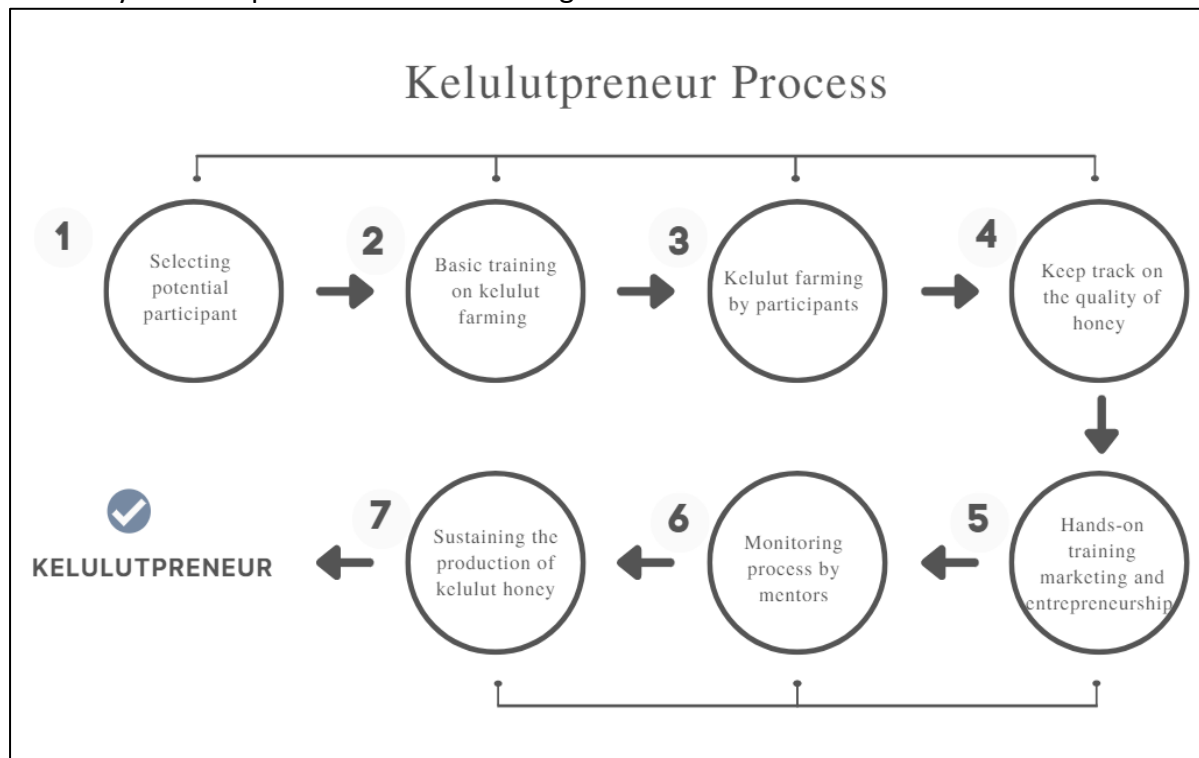 Kelulutpreneur Process
1
Selecting
potential
participant
2
Basic training
on kelulut
farming
3
Kelulut farming
by participants
4
Keep track on
the quality of
honey
5
Hands-on
training
marketing and
entrepreneurship
6
Monitoring
process by
mentors
7
Sustaining the
production of
kelulut honey
KELULUTPRENEUR